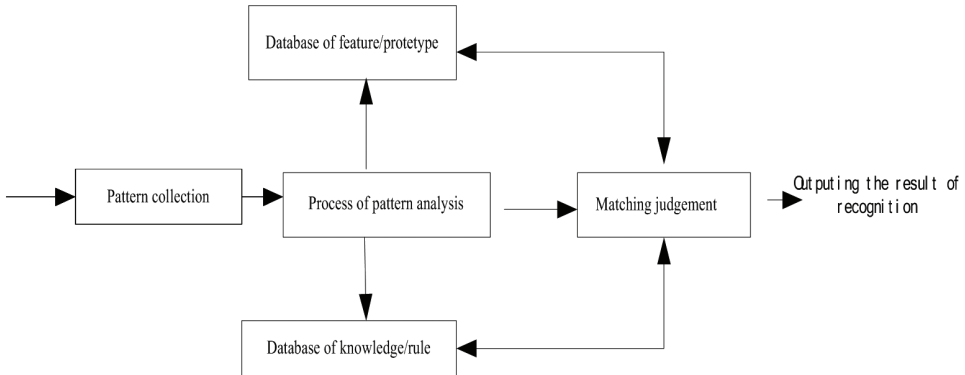 Database of feature/protetype
Pattern collection
Process of pattern analysis
Matching judgement
Outputing the result of
recognition
Database of knowledge/rule